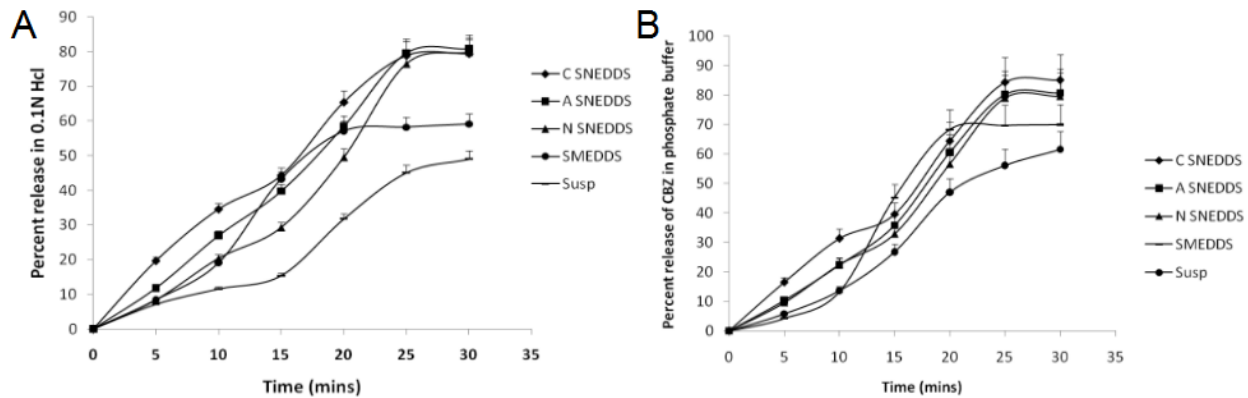 A
Percent release in 0.1N Hcl
90
80
70
60
50
40
30
20
10
0
0 5 10 15 20 25 30 35
Time (mins)
C SNEDDS
A SNEDDS
N SNEDDS
SMEDDS
Susp
B
Percent release of CBZ in phosphate buffer
100
90
80
70
60
50
40
30
20
10
0
0 5 10 15 20 25 30 35
Time (mins)
C SNEDDS
A SNEDDS
N SNEDDS
SMEDDS
Susp